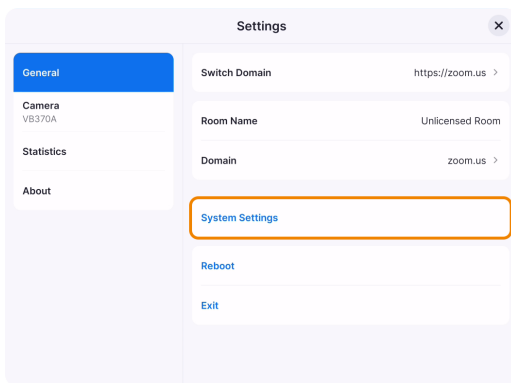 Settings
General
Camera
VB370A
Statistics
About
Switch Domain https://zoom.us >
Room Name Unlicensed Room
Domain zoom.us >
System Settings
Reboot
Exit